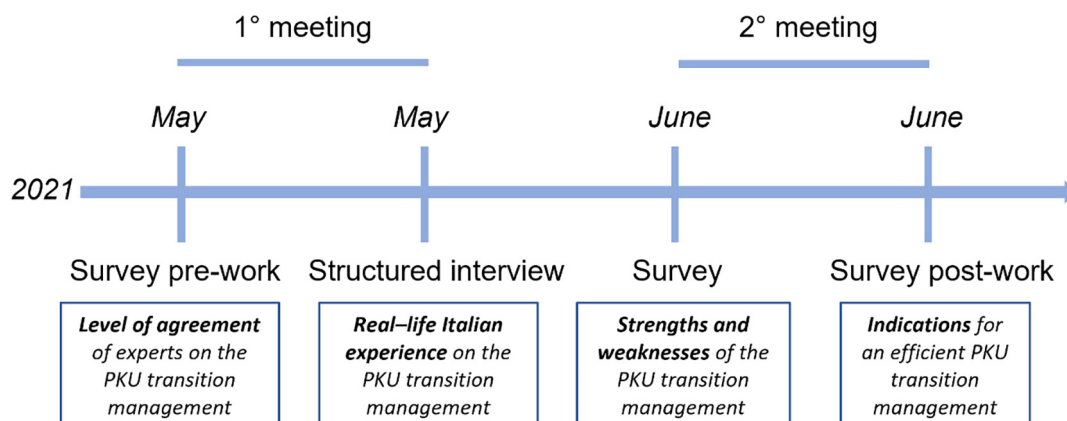 1° meeting
2° meeting
May
May
June
June
2021
Survey pre-work
Structured interview
Survey
Survey post-work
Level of agreement
of experts on the
PKU transition
management
Real–life Italian
experience on the
PKU transition
management
Strengths and
weaknesses of the
PKU transition
management
Indications for
an efficient PKU
transition
management